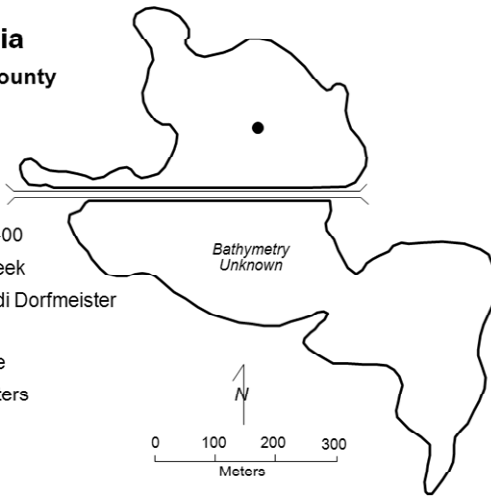 ia
ounty
00
eek
di Dorfmeister
e
ters
Bathymetry
Unknown
N
0 100 200 300
Meters